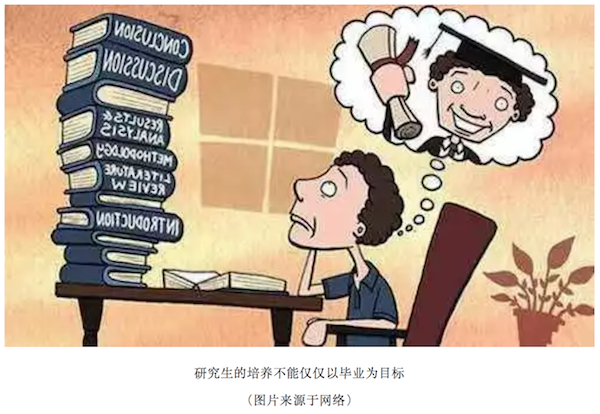 CONCLUSION
DISCUSSION
RESULTS &
ANALYSIS
METHODOLOGY
LITERATURE
REVIEW
INTRODUCTION
研究生的培养不能仅仅以毕业为目标
（图片来源于网络）